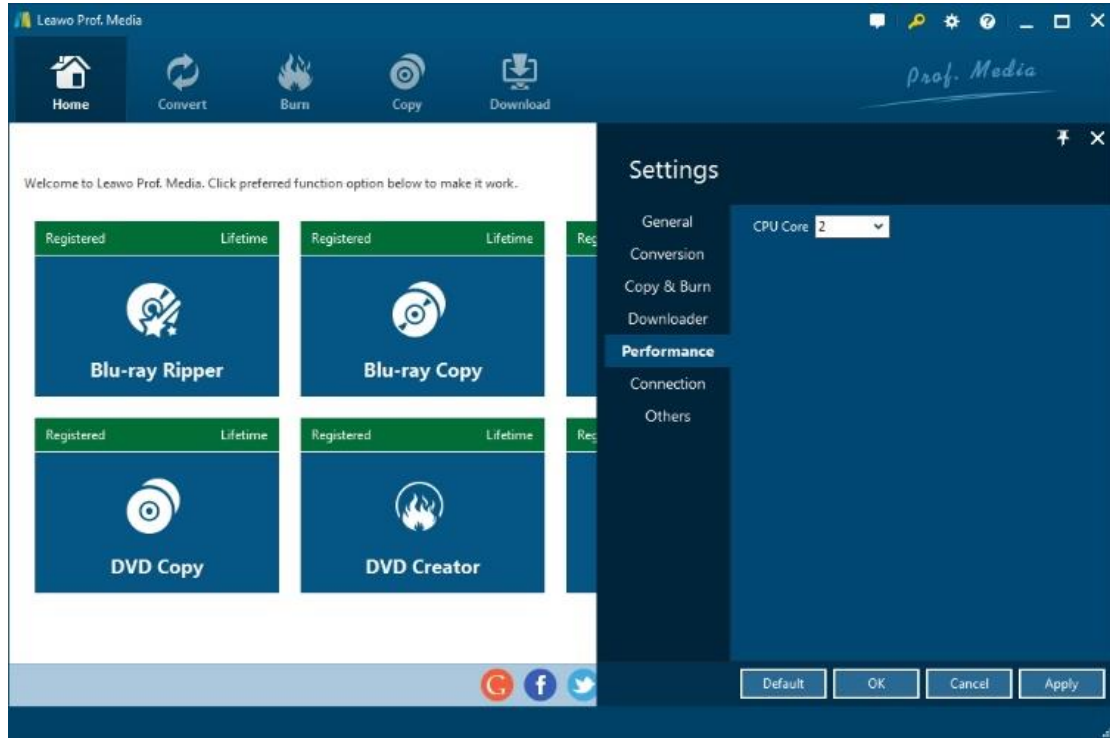 Leawo Prof. Media
Home
Convert
Burn
Copy
Download
Prof. Media
Welcome to Leawo Prof. Media. Click preferred function option below to make it work.
Registered Lifetime
Blu-ray Ripper
Registered Lifetime
Blu-ray Copy
Reg
Registered Lifetime
DVD Copy
Registered Lifetime
DVD Creator
Reg
Settings
General
Conversion
Copy & Burn
Downloader
Performance
Connection
Others
CPU Core 2
Default
OK
Cancel
Apply